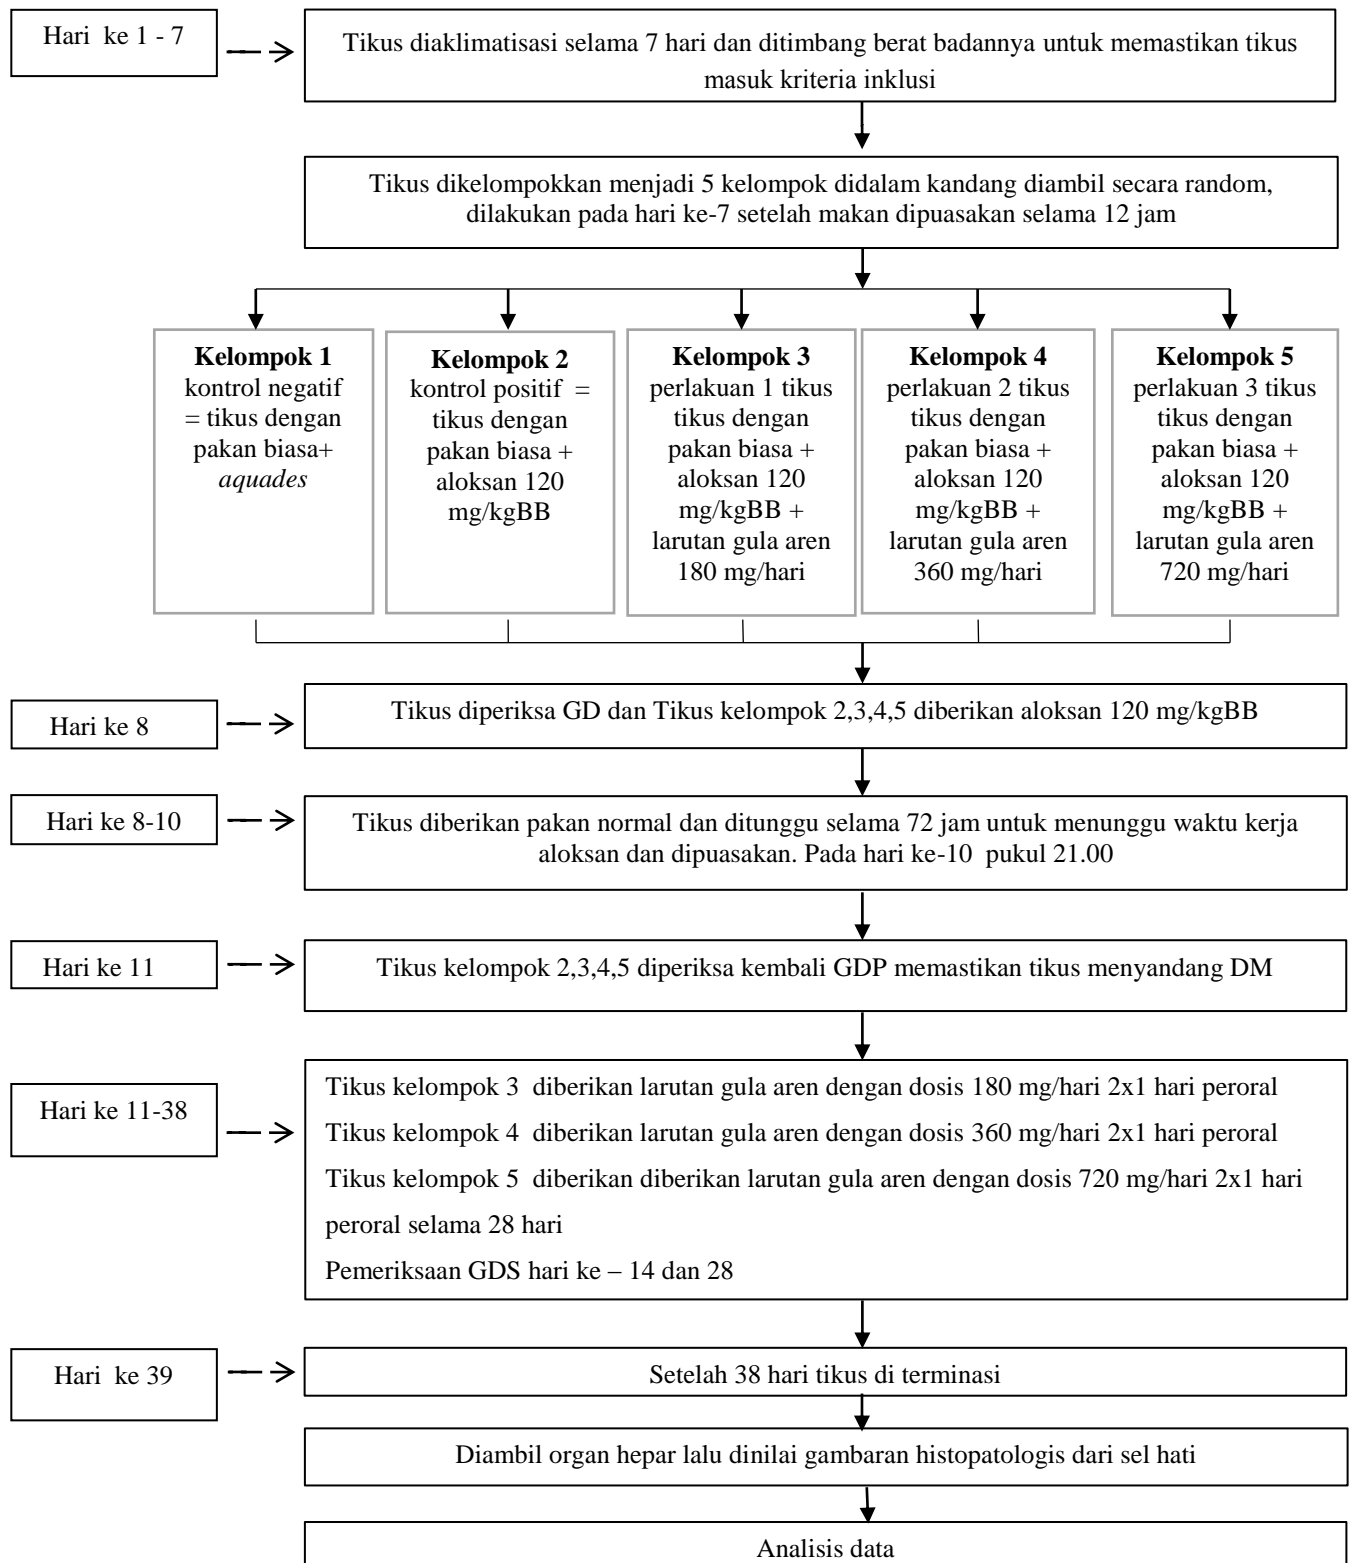 Hari ke 1 - 7
Tikus diaklimatisasi selama 7 hari dan ditimbang berat badannya untuk memastikan tikus
masuk kriteria inklusi
Tikus dikelompokkan menjadi 5 kelompok didalam kandang diambil secara random,
dilakukan pada hari ke-7 setelah makan dipuasakan selama 12 jam
Kelompok 1
kontrol negatif
= tikus dengan
pakan biasa+
aquades
Kelompok 2
kontrol positif =
tikus dengan
pakan biasa +
aloksan 120
mg/kgBB
Kelompok 3
perlakuan 1 tikus
tikus dengan
pakan biasa +
aloksan 120
mg/kgBB +
larutan gula aren
180 mg/hari
Kelompok 4
perlakuan 2 tikus
tikus dengan
pakan biasa +
aloksan 120
mg/kgBB +
larutan gula aren
360 mg/hari
Kelompok 5
perlakuan 3 tikus
tikus dengan
pakan biasa +
aloksan 120
mg/kgBB +
larutan gula aren
720 mg/hari
Hari ke 8
Tikus diperiksa GD dan Tikus kelompok 2,3,4,5 diberikan aloksan 120 mg/kgBB
Hari ke 8-10
Tikus diberikan pakan normal dan ditunggu selama 72 jam untuk menunggu waktu kerja
aloksan dan dipuasakan. Pada hari ke-10 pukul 21.00
Hari ke 11
Tikus kelompok 2,3,4,5 diperiksa kembali GDP memastikan tikus menyandang DM
Hari ke 11-38
Tikus kelompok 3 diberikan larutan gula aren dengan dosis 180 mg/hari 2x1 hari peroral
Tikus kelompok 4 diberikan larutan gula aren dengan dosis 360 mg/hari 2x1 hari peroral
Tikus kelompok 5 diberikan diberikan larutan gula aren dengan dosis 720 mg/hari 2x1 hari
peroral selama 28 hari
Pemeriksaan GDS hari ke – 14 dan 28
Hari ke 39
Setelah 38 hari tikus di terminasi
Diambil organ hepar lalu dinilai gambaran histopatologis dari sel hati
Analisis data